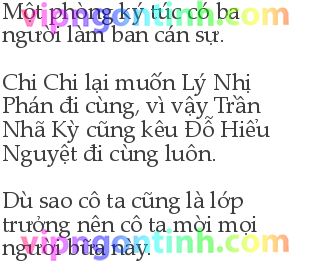 Một phòng ký túc có ba
người làm ban cán sự.
Chi Chi lại muốn Lý Nhị
Phán đi cùng, vì vậy Trần
Nhã Kỳ cũng kêu Đỗ Hiểu
Nguyệt đi cùng luôn.
Dù sao cô ta cũng là lớp
trưởng nên cô ta mời mọi
người bữa này.
vipngontinh.com
vipngontinh.com